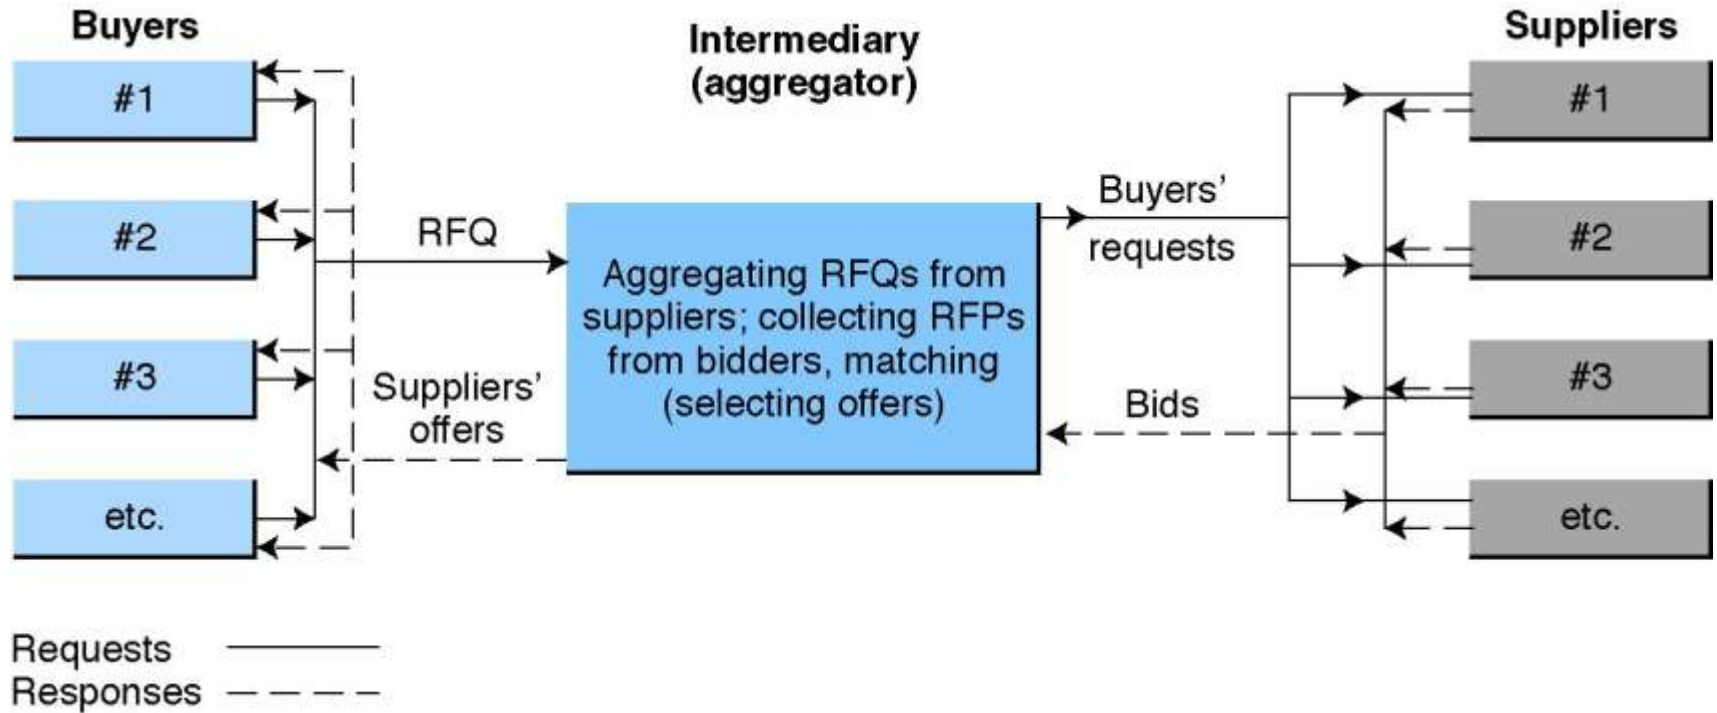 Buyers
Intermediary
(aggregator)
Suppliers
#1
#2
#3
etc.
RFQ
Suppliers’
offers
Aggregating RFQs from
suppliers; collecting RFPs
from bidders, matching
(selecting offers)
Buyers’
requests
Bids
#1
#2
#3
etc.
Requests
Responses